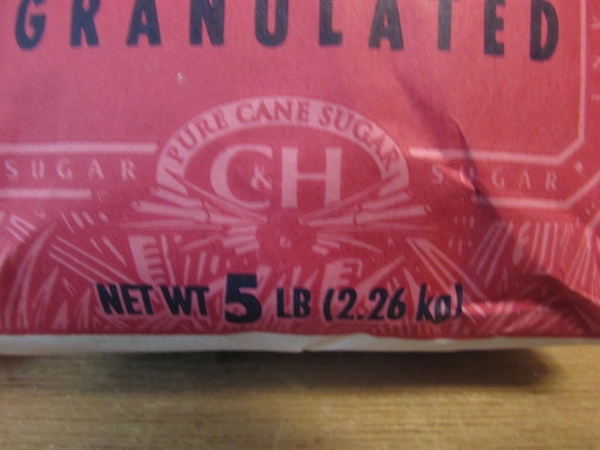 GRANULATED
PURE CANE SUGAR
C&H
SUGAR SUGAR
NET WT 5 LB (2.26 kg)